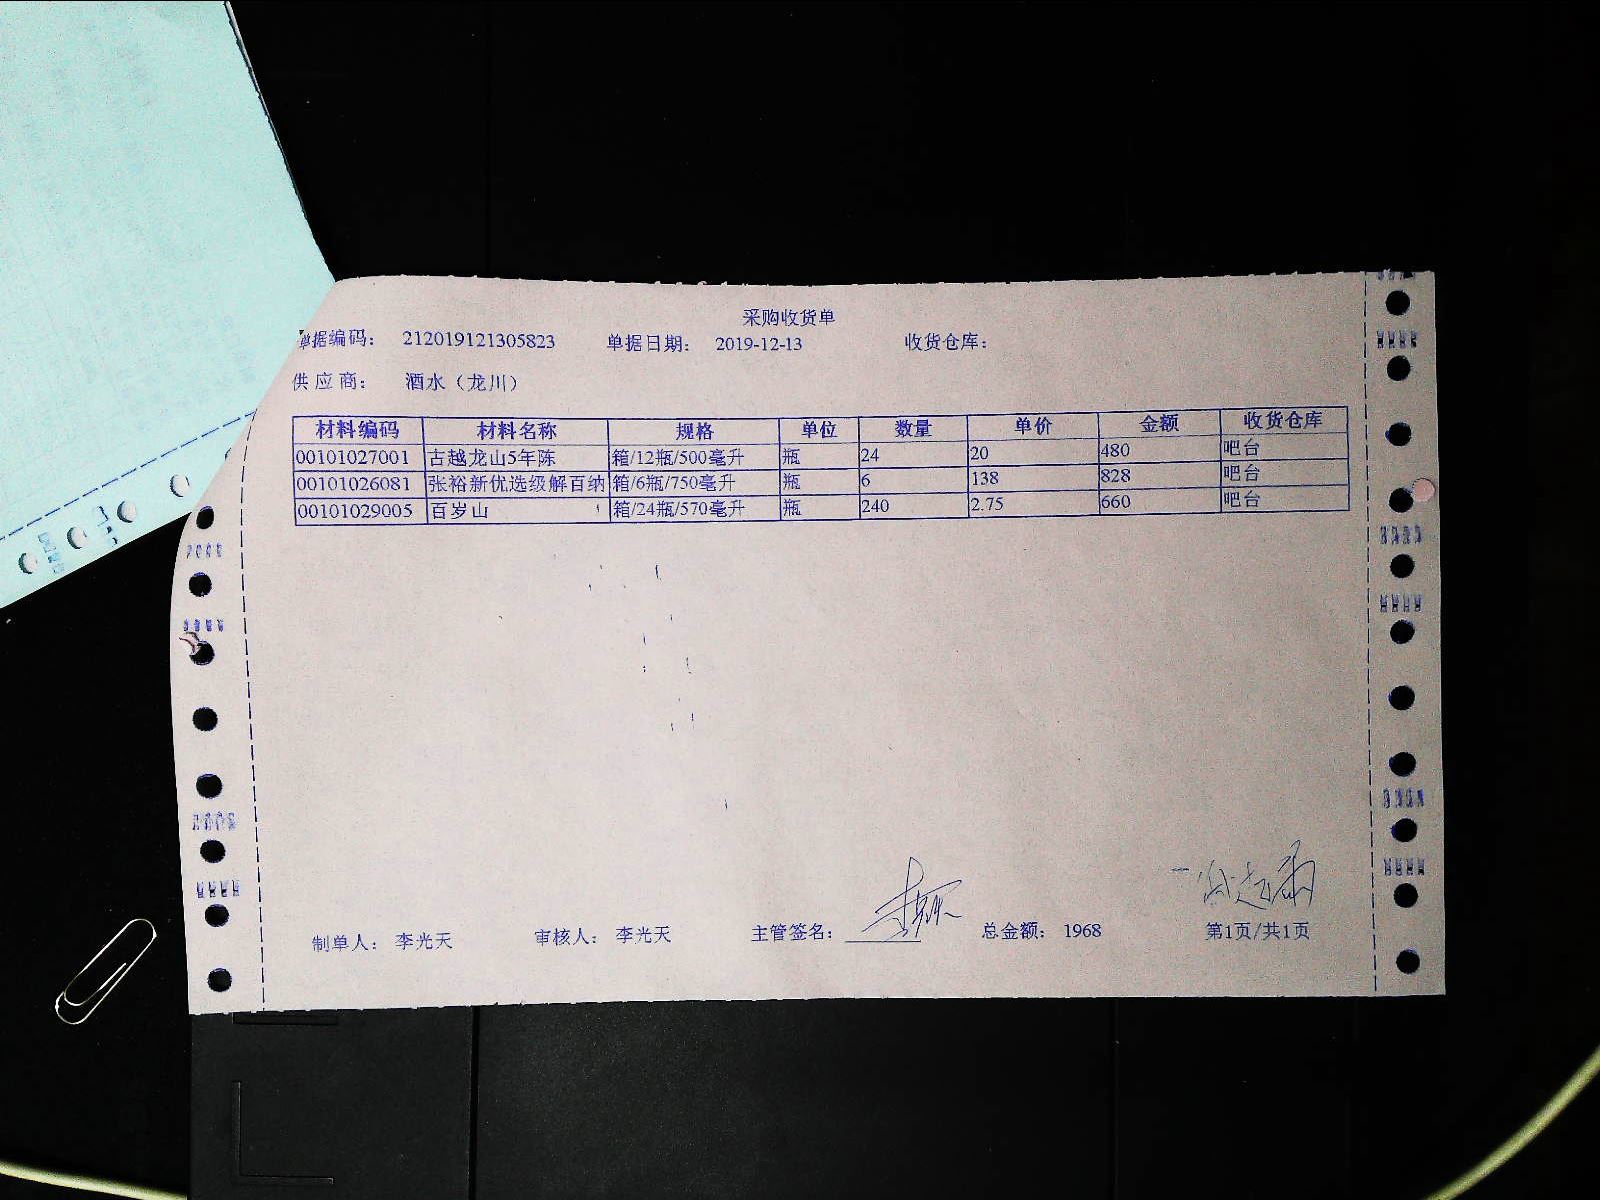 采购收货单
单据编码： 212019121305823 单据日期： 2019-12-13 收货仓库：
供应商： 酒水（龙川）
材料编码 材料名称 规格 单位 数量 单价 金额 收货仓库
00101027001 古越龙山5年陈 箱/12瓶/500毫升 瓶 24 20 480 吧台
00101026081 张裕新优选级解百纳 箱/6瓶/750毫升 瓶 6 138 828 吧台
00101029005 百岁山 箱/24瓶/570毫升 瓶 240 2.75 660 吧台
制单人： 李光天 审核人： 李光天 主管签名： 总金额： 1968 第1页/共1页